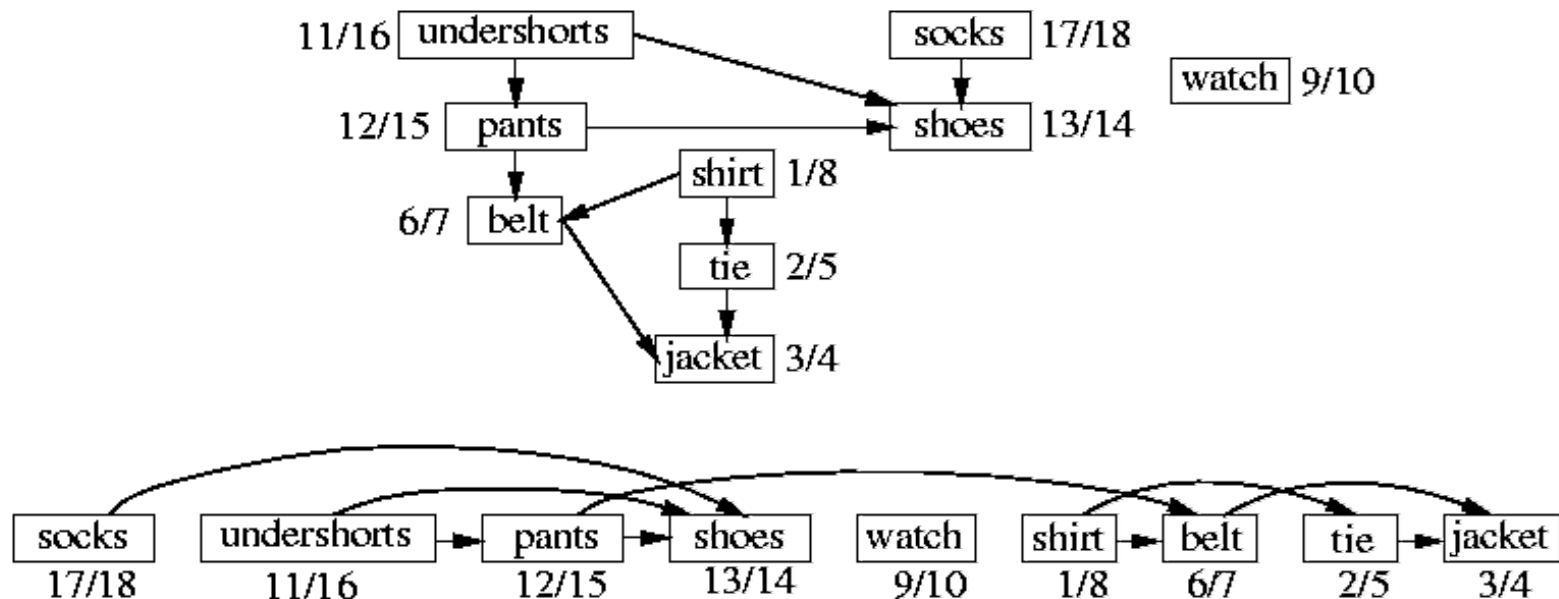 11/16 undershorts socks 17/18
watch 9/10
12/15 pants shoes 13/14
shirt 1/8
6/7 belt
tie 2/5
jacket 3/4
socks undershorts pants shoes watch shirt belt tie jacket
17/18 11/16 12/15 13/14 9/10 1/8 6/7 2/5 3/4